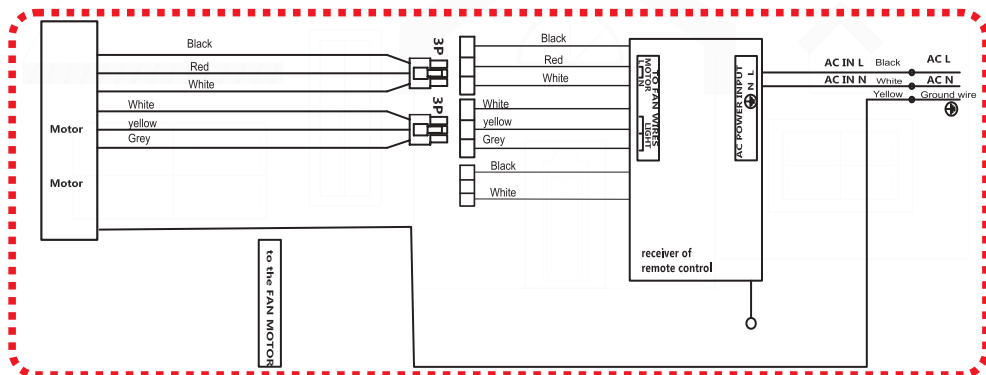 Black
Red
White
White
yellow
Grey
Motor
Motor
3P
3P
to the FAN MOTOR
Black
Red
White
White
yellow
Grey
Black
White
TO FAN WIRES
MOTOR LIGHT
L N
AC POWER INPUT
N L
receiver of
remote control
AC IN L Black AC L
AC IN N White AC N
Yellow Ground wire